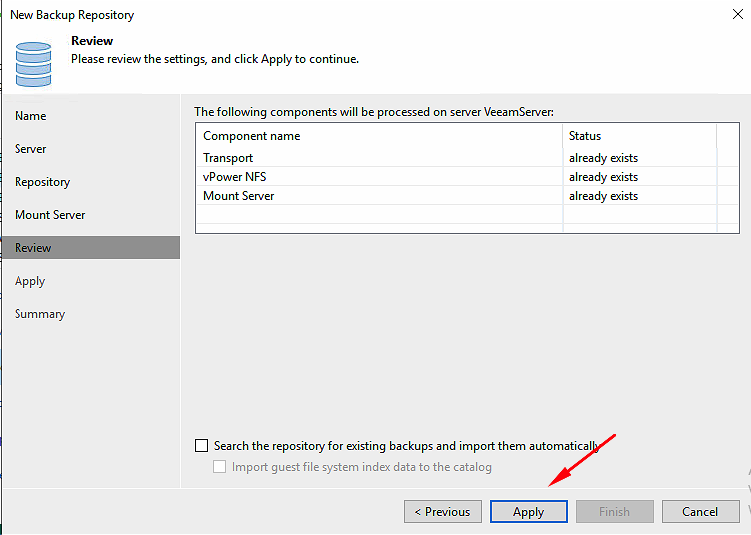 New Backup Repository
Review
Please review the settings, and click Apply to continue.
Name
Server
Repository
Mount Server
Review
Apply
Summary
The following components will be processed on server VeeamServer:
Component name Status
Transport already exists
vPower NFS already exists
Mount Server already exists
Search the repository for existing backups and import them automatically
Import guest file system index data to the catalog
< Previous Apply Finish Cancel